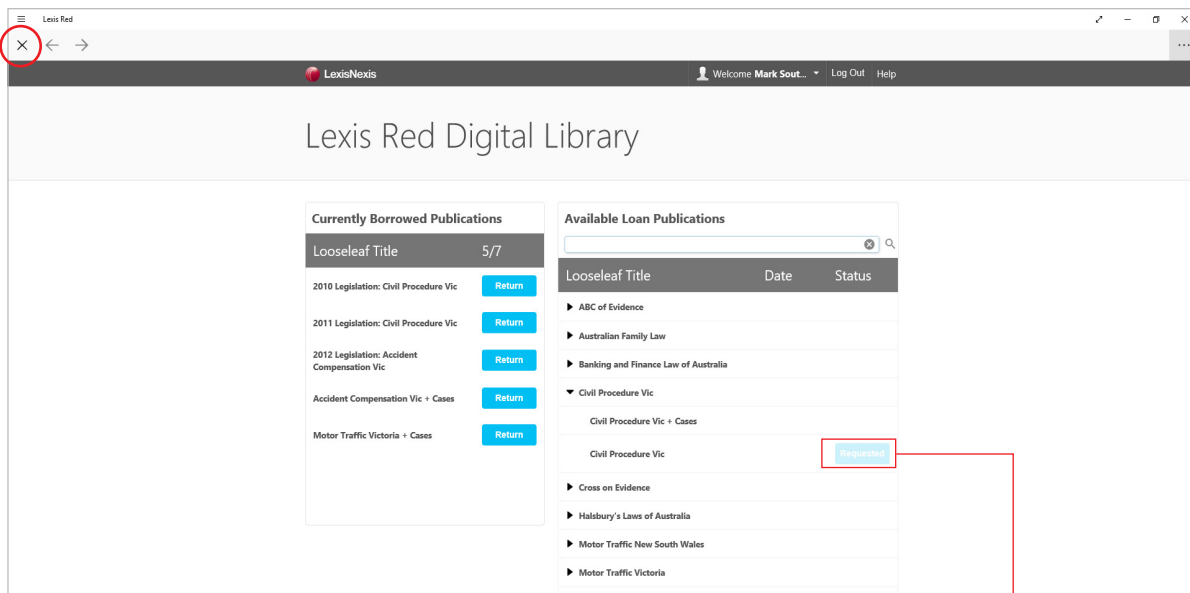 Lexis Red
LexisNexis
Welcome Mark Sout... Log Out Help
Lexis Red Digital Library
Currently Borrowed Publications
Looseleaf Title 5/7
2010 Legislation: Civil Procedure Vic Return
2011 Legislation: Civil Procedure Vic Return
2012 Legislation: Accident
Compensation Vic Return
Accident Compensation Vic + Cases Return
Motor Traffic Victoria + Cases Return
Available Loan Publications
Looseleaf Title Date Status
ABC of Evidence
Australian Family Law
Banking and Finance Law of Australia
Civil Procedure Vic
Civil Procedure Vic + Cases
Civil Procedure Vic Requested
Cross on Evidence
Halsbury's Laws of Australia
Motor Traffic New South Wales
Motor Traffic Victoria